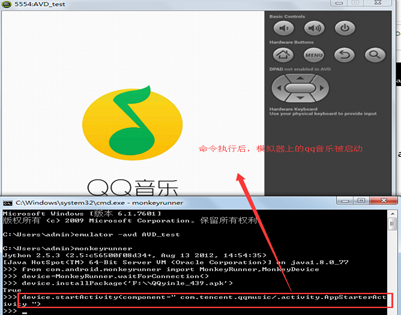 5554:AVD_test
Basic Controls
Hardware Buttons
MENU
DPAD not enabled in AVD
Hardware Keyboard
Use your physical keyboard to provide input
命令执行后，模拟器上的qq音乐被启动
QQ音乐
C:\Windows\system32\cmd.exe - monkeyrunner
Microsoft Windows [版本 6.1.7601]
版权所有 (c) 2009 Microsoft Corporation。保留所有权利
C:\Users\admin>emulator -avd AVD_test
C:\Users\admin>monkeyrunner
Jython 2.5.3 (2.5:c56500f08d34+, Aug 13 2012, 14:54:35)
[Java HotSpot(TM) 64-Bit Server VM (Oracle Corporation)] on java1.8.0_77
>>> from com.android.monkeyrunner import MonkeyRunner,MonkeyDevice
>>> device=MonkeyRunner.waitForConnection()
>>> device.installPackage('F:\\QQyinle_439.apk')
True
>>> device.startActivity(component=" com.tencent.qqmusic/.activity.AppStarterAct
ivity ")
>>>